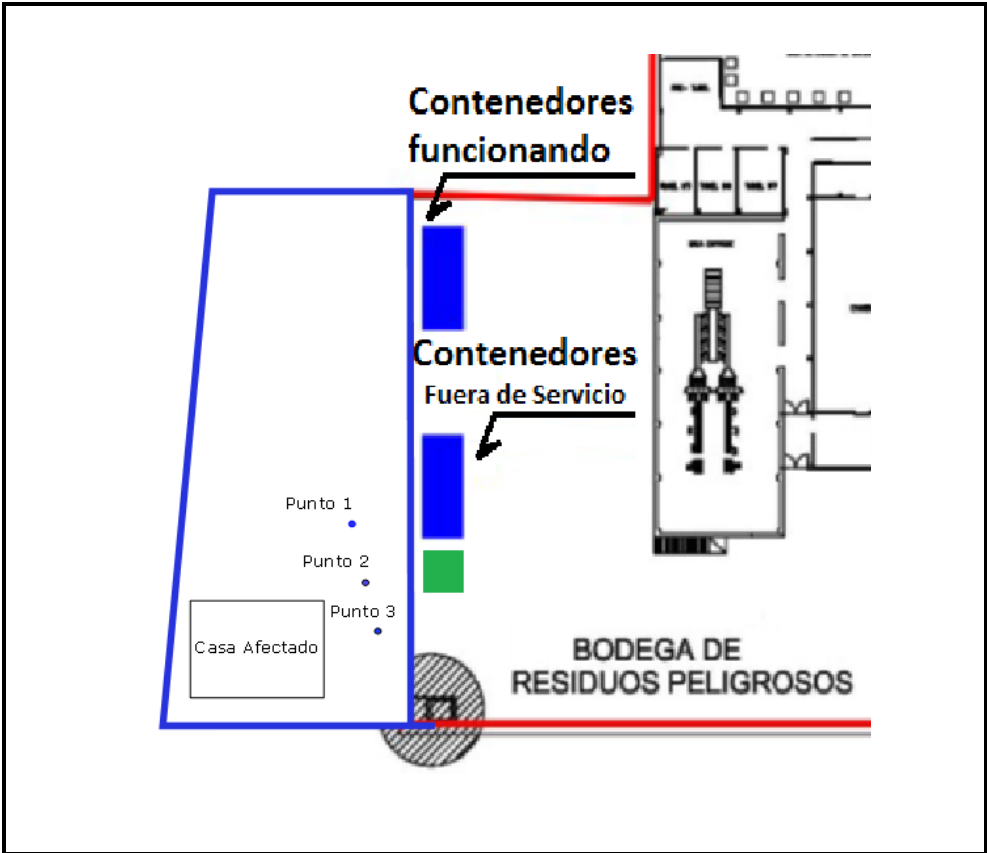 Contenedores
funcionando
Contenedores
Fuera de Servicio
Punto 1
Punto 2
Punto 3
Casa Afectado
BODEGA DE
RESIDUOS PELIGROSOS